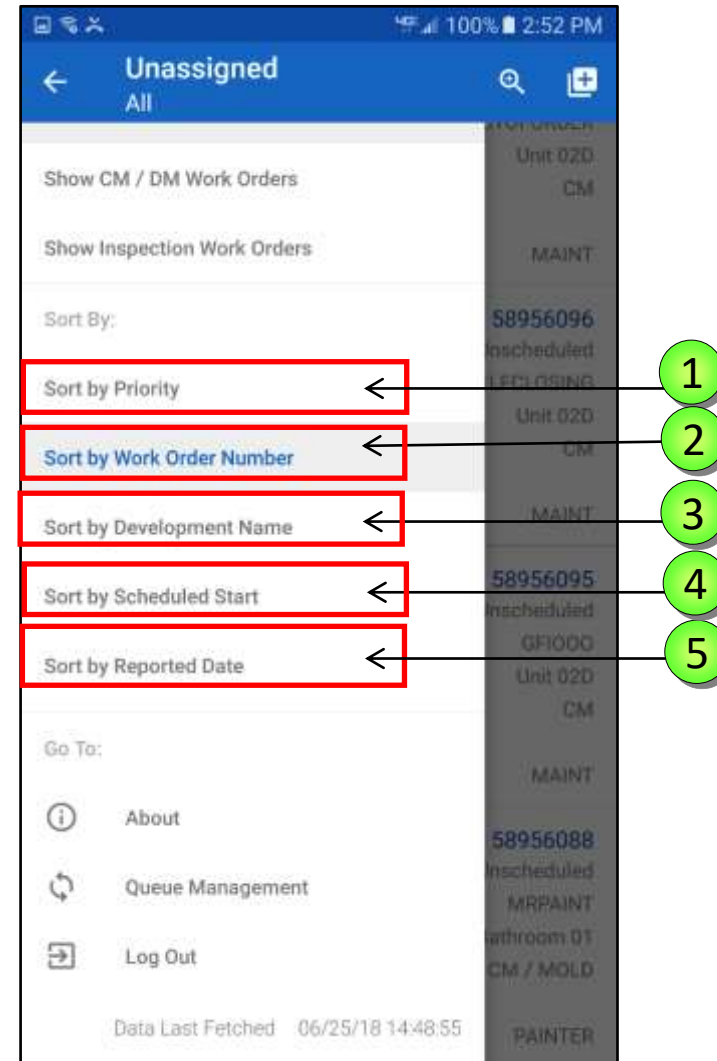 4G 100% 2:52 PM
Unassigned
All
Unit 02D
Show CM / DM Work Orders
CM
Show Inspection Work Orders
MAINT
Sort By:
58956096
Sort by Priority
1
Unit 02D
Sort by Work Order Number
CM
2
Sort by Development Name
MAINT
3
58956095
Sort by Scheduled Start
4
GFIOOO
Sort by Reported Date
Unit 02D
5
CM
Go To:
MAINT
About
58956088
Queue Management
MRPAINT
Log Out
CM / MOLD
Data Last Fetched 06/25/18 14:48:55
PAINTER